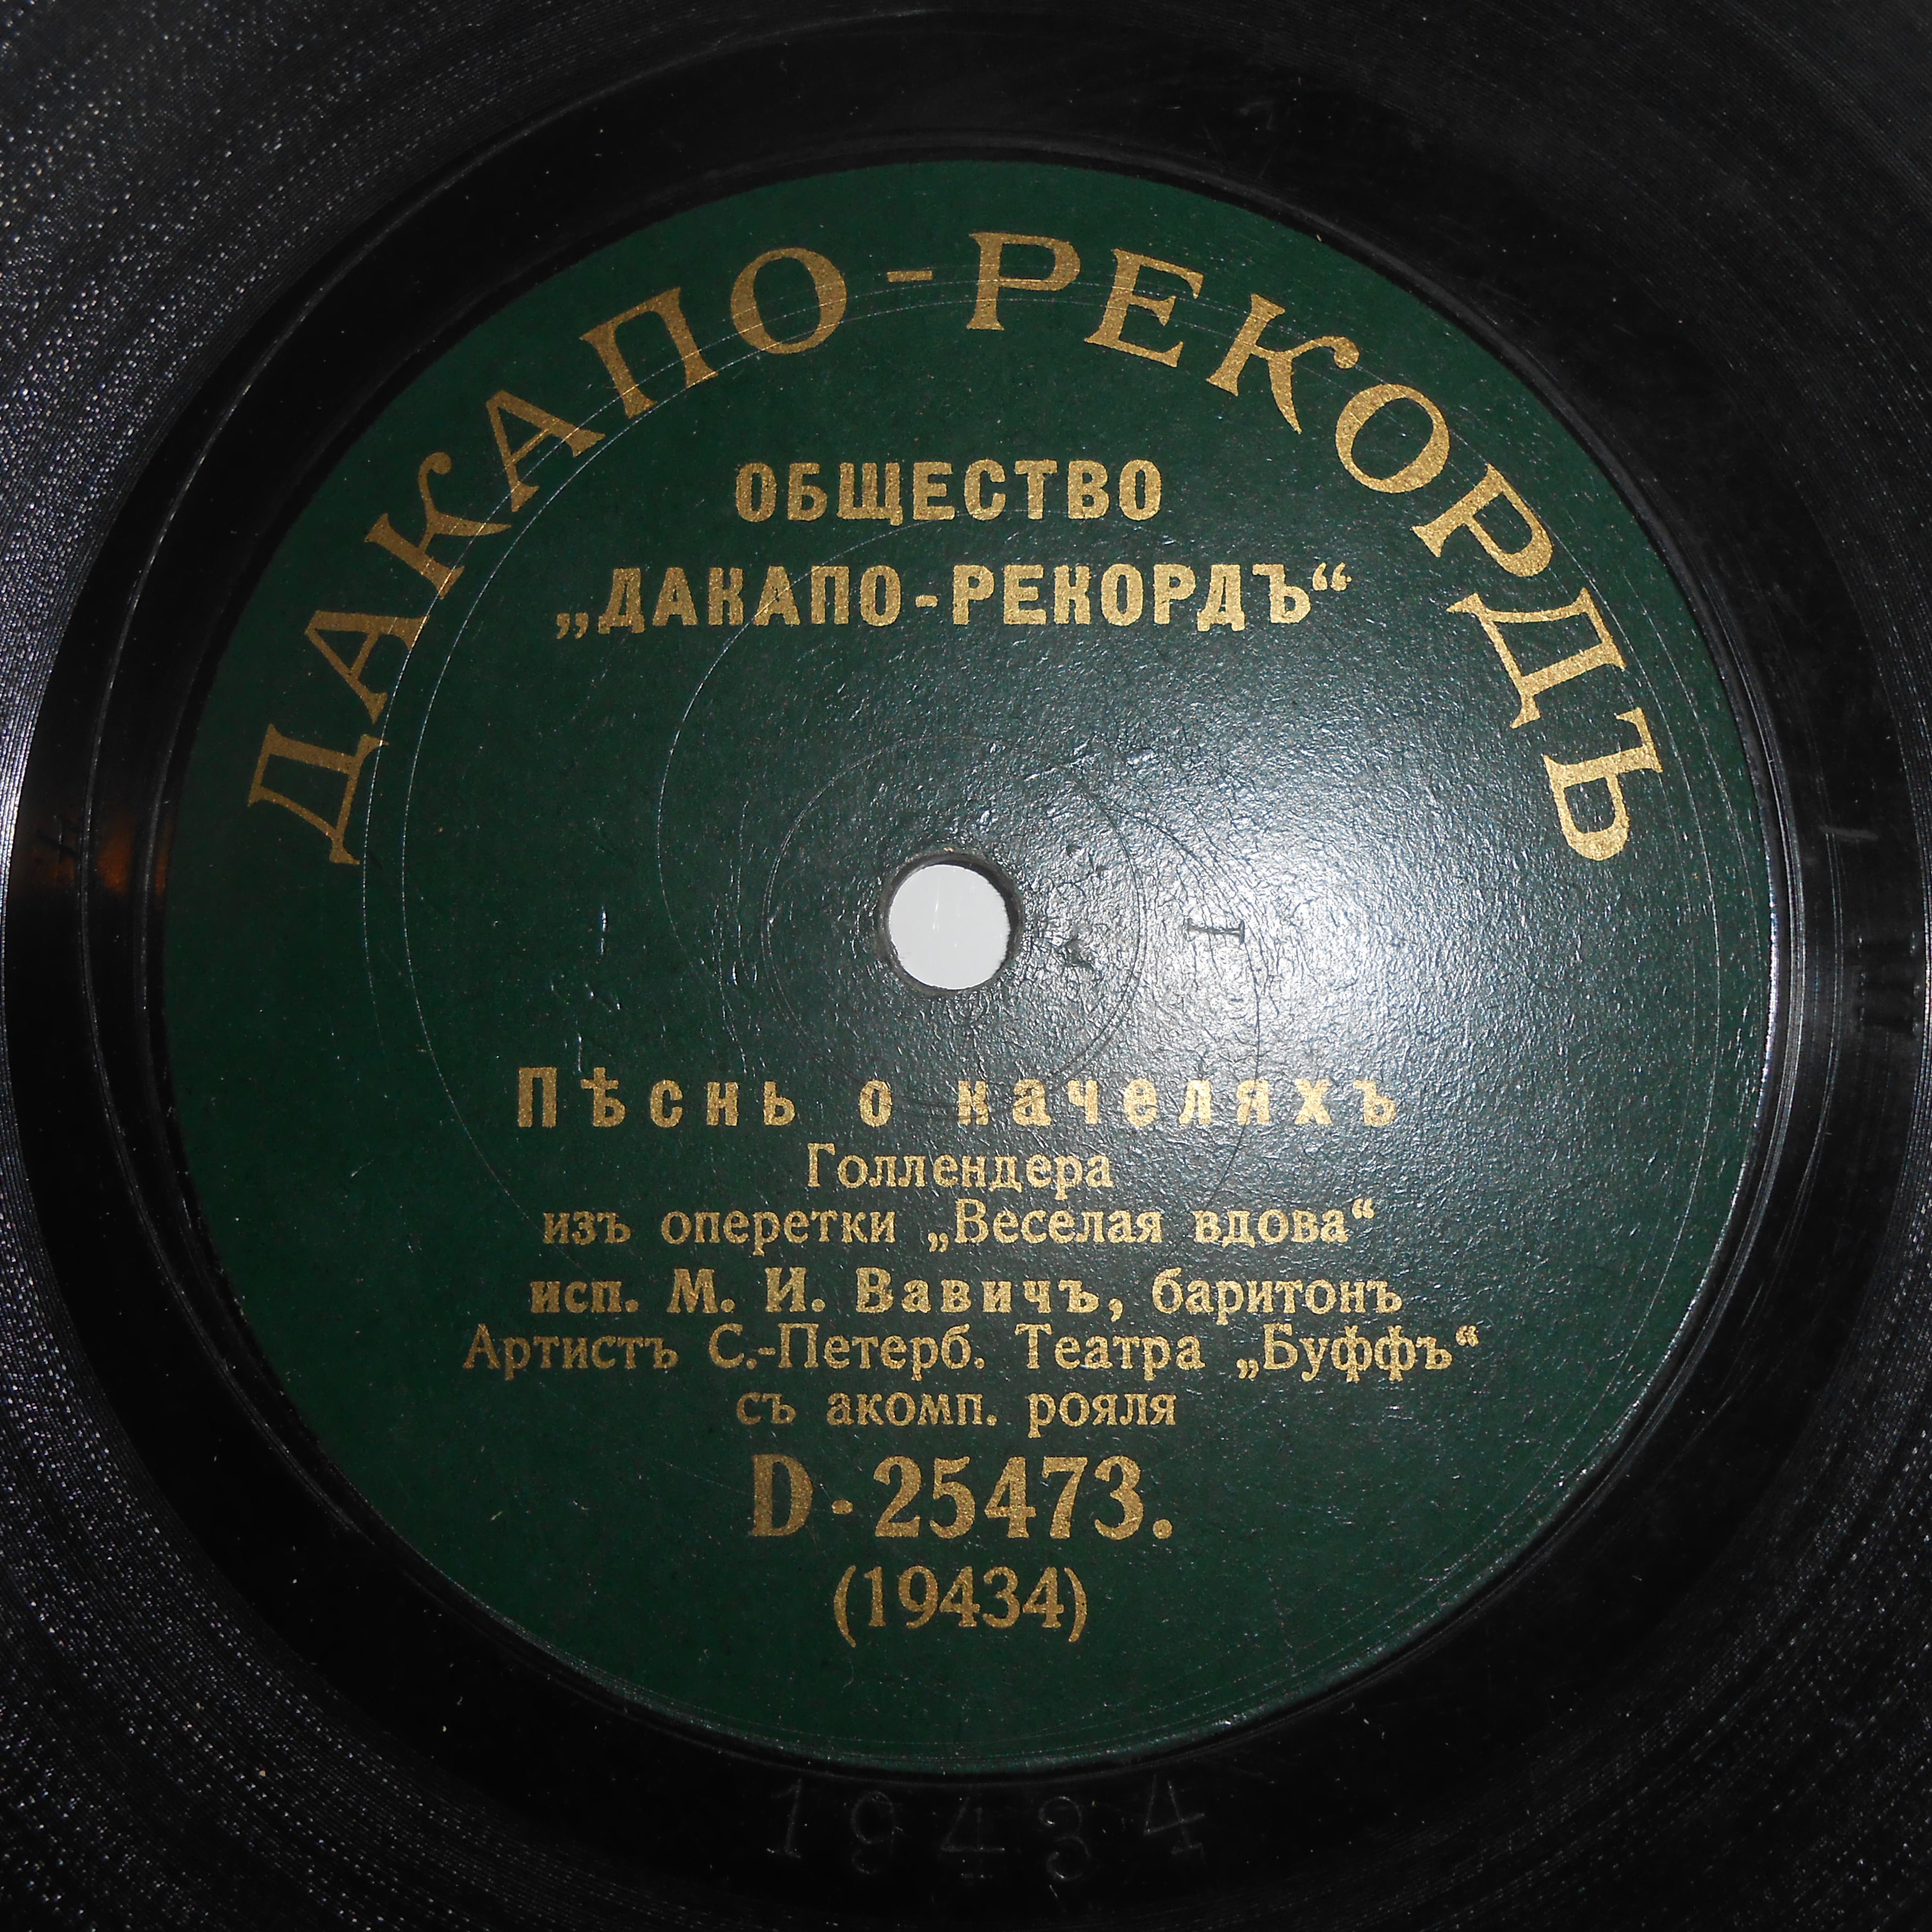 ДАКАПО-РЕКОРДЪ
ОБЩЕСТВО
„ДАКАПО-РЕКОРДЪ“
Пѣснь о качеляхъ
Голлендера
изъ оперетки „Веселая вдова“
исп. М. И. Вавичъ, баритонъ
Артистъ С.-Петерб. Театра „Буффъ“
съ акомп. рояля
D-25473.
(19434)
19434